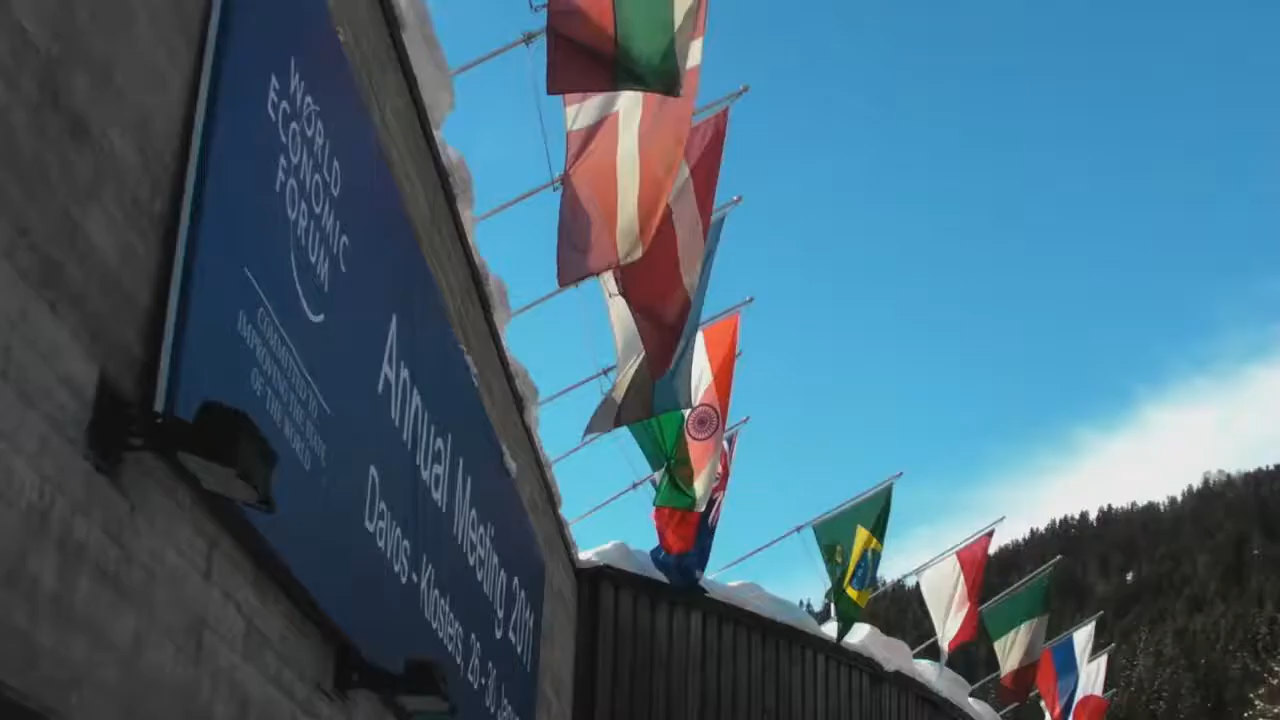 WORLD
ECONOMIC
FORUM
COMMITTED TO
IMPROVING THE STATE
OF THE WORLD
Annual Meeting 2011
Davos - Klosters, 26 - 30